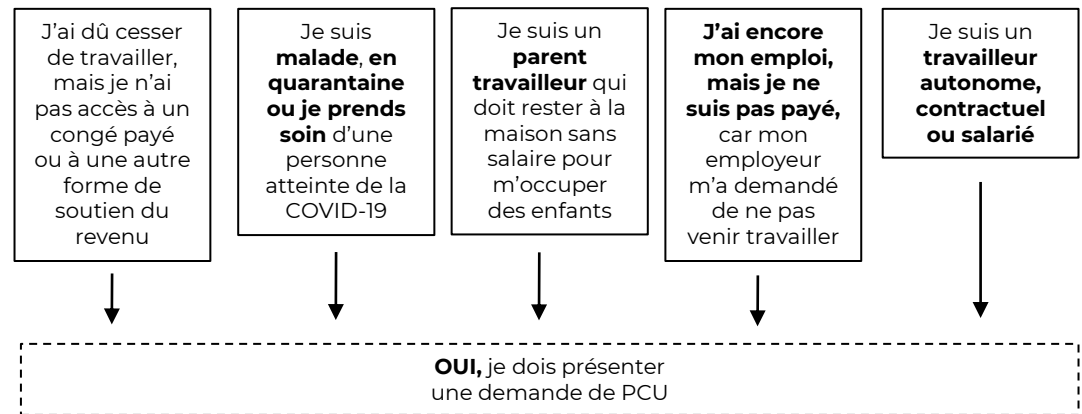 J'ai dû cesser
de travailler,
mais je n'ai
pas accès à un
congé payé
ou à une autre
forme de
soutien du
revenu
Je suis
malade, en
quarantaine
ou je prends
soin d'une
personne
atteinte de la
COVID-19
Je suis un
parent
travailleur qui
doit rester à la
maison sans
salaire pour
m'occuper
des enfants
J'ai encore
mon emploi,
mais je ne
suis pas payé,
car mon
employeur
m'a demandé
de ne pas
venir travailler
Je suis un
travailleur
autonome,
contractuel
ou salarié
OUI, je dois présenter
une demande de PCU